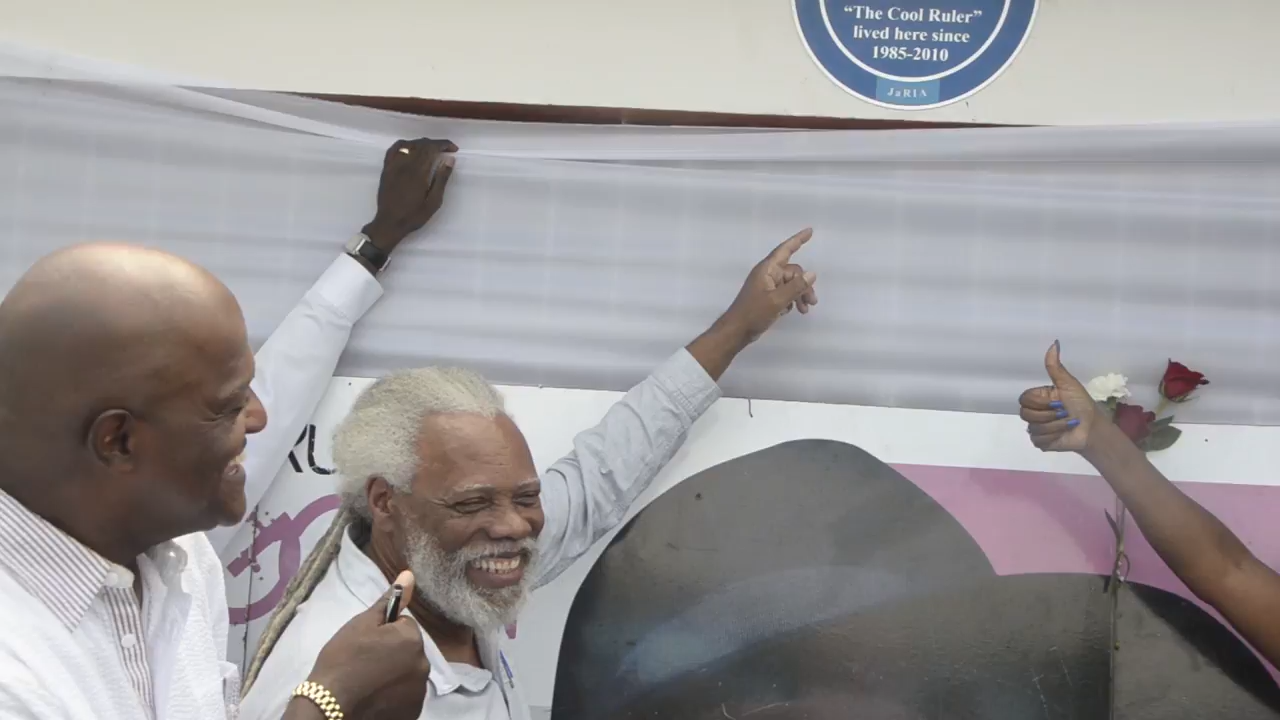 “The Cool Ruler”
lived here since
1985-2010
JaRIA